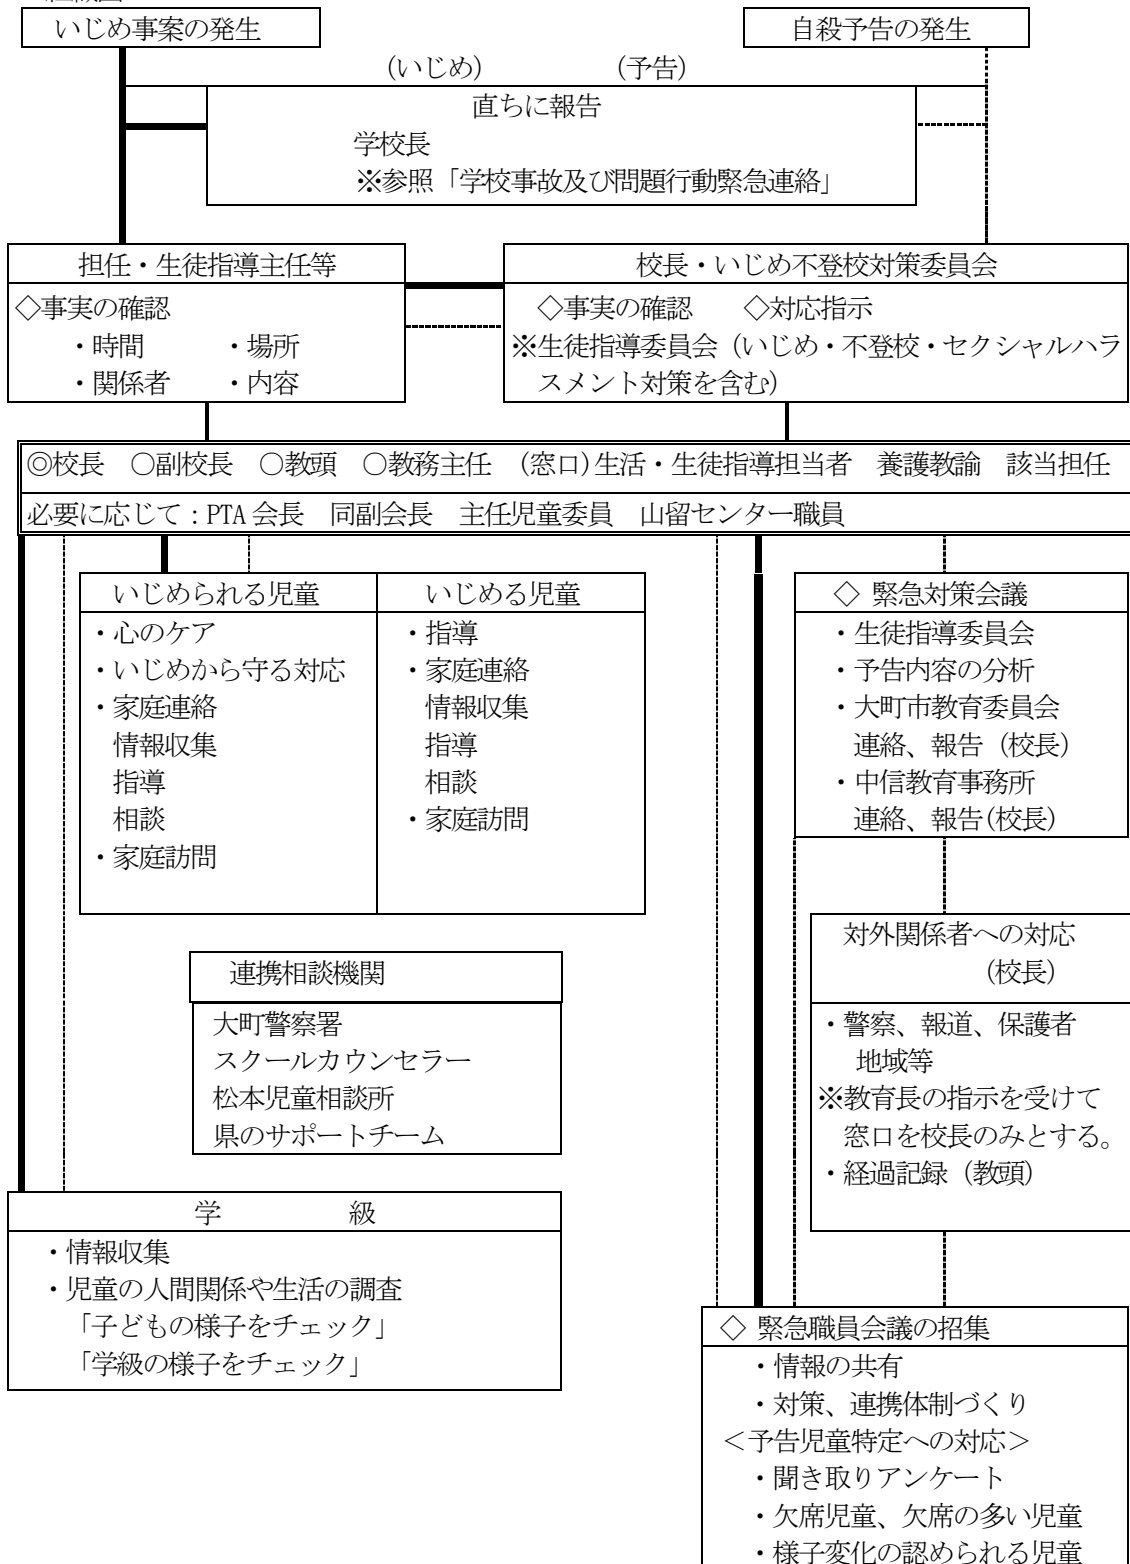 いじめ事案の発生
自殺予告の発生
(いじめ) (予告)
直ちに報告
学校長
※参照「学校事故及び問題行動緊急連絡」
担任・生徒指導主任等
◇事実の確認
・時間 ・場所
・関係者 ・内容
校長・いじめ不登校対策委員会
◇事実の確認 ◇対応指示
※生徒指導委員会（いじめ・不登校・セクシャルハラ
スメント対策を含む）
◎校長 ○副校長 ○教頭 ○教務主任 (窓口)生活・生徒指導担当者 養護教諭 該当担任
必要に応じて：PTA会長 同副会長 主任児童委員 山留センター職員
いじめられる児童
・心のケア
・いじめから守る対応
・家庭連絡
情報収集
指導
相談
・家庭訪問
いじめる児童
・指導
・家庭連絡
情報収集
指導
相談
・家庭訪問
◇ 緊急対策会議
・生徒指導委員会
・予告内容の分析
・大町市教育委員会
連絡、報告（校長）
・中信教育事務所
連絡、報告(校長)
対外関係者への対応
(校長)
・警察、報道、保護者
地域等
※教育長の指示を受けて
窓口を校長のみとする。
・経過記録（教頭）
連携相談機関
大町警察署
スクールカウンセラー
松本児童相談所
県のサポートチーム
学 級
・情報収集
・児童の人間関係や生活の調査
「子どもの様子をチェック」
「学級の様子をチェック」
◇ 緊急職員会議の招集
・情報の共有
・対策、連携体制づくり
＜予告児童特定への対応＞
・聞き取りアンケート
・欠席児童、欠席の多い児童
・様子変化の認められる児童